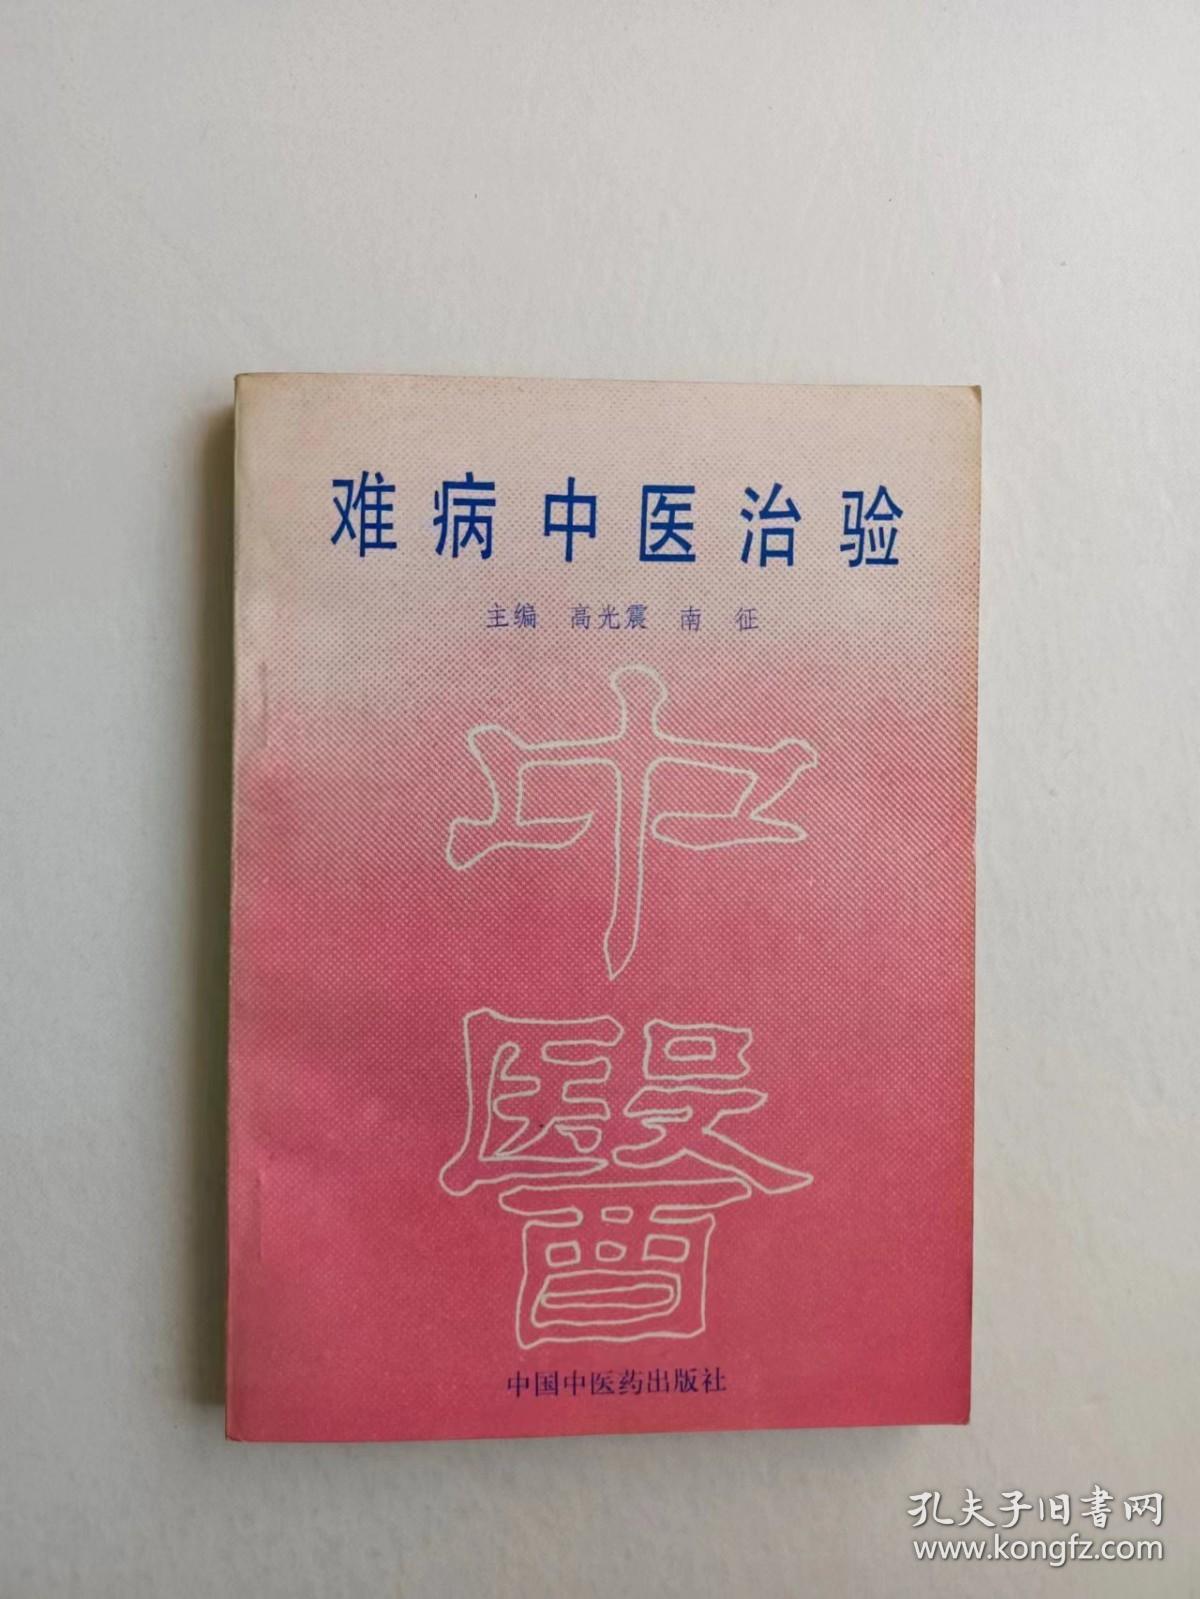 难病中医治验
主编 高光震 南征
中
醫
中国中医药出版社
孔夫子旧书网
www.kongfz.com